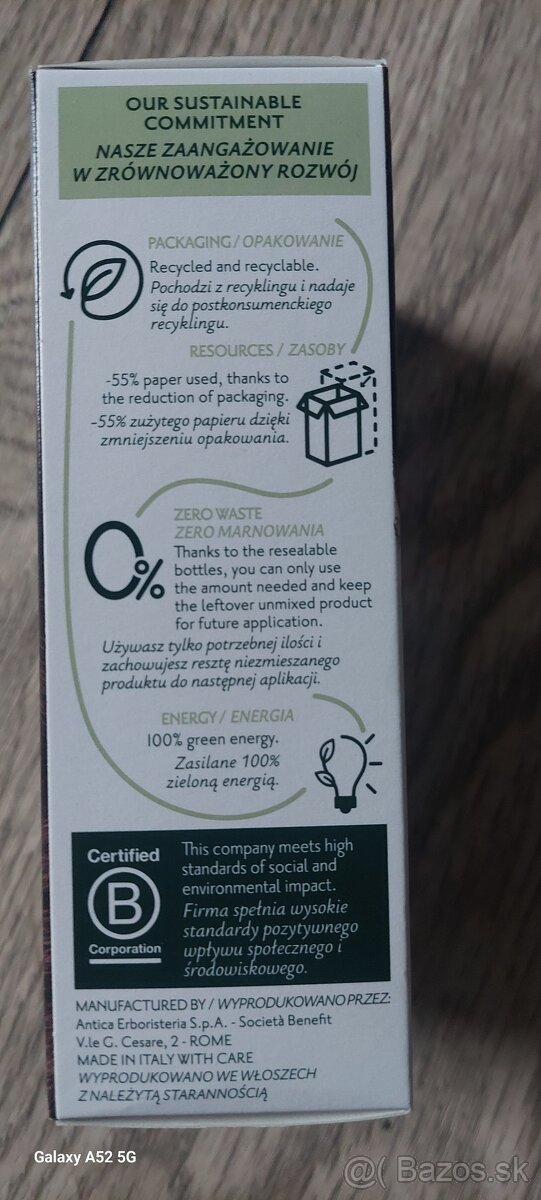 OUR SUSTAINABLE
COMMITMENT
NASZE ZAANGAŻOWANIE
W ZRÓWNOWAŻONY ROZWÓJ
PACKAGING / OPAKOWANIE
Recycled and recyclable.
Pochodzi z recyklingu i nadaje
się do postkonsumenckiego
recyklingu.
RESOURCES / ZASOBY
-55% paper used, thanks to
the reduction of packaging.
-55% zużytego papieru dzięki
zmniejszeniu opakowania.
0%
ZERO WASTE
ZERO MARNOWANIA
Thanks to the resealable
bottles, you can only use
the amount needed and keep
the leftover unmixed product
for future application.
Używasz tylko potrzebnej ilości i
zachowujesz resztę niezmieszanego
produktu do następnej aplikacji.
ENERGY / ENERGIA
100% green energy.
Zasilane 100%
zieloną energią.
Certified
B
Corporation
This company meets high
standards of social and
environmental impact.
Firma spełnia wysokie
standardy pozytywnego
wpływu społecznego i
środowiskowego.
MANUFACTURED BY / WYPRODUKOWANO PRZEZ:
Antica Erboristeria S.p.A. - Società Benefit
V.le G. Cesare, 2 - ROME
MADE IN ITALY WITH CARE
WYPRODUKOWANO WE WŁOSZECH
Z NALEŻYTĄ STARANNOŚCIĄ
Galaxy A52 5G
@( Bazos.sk